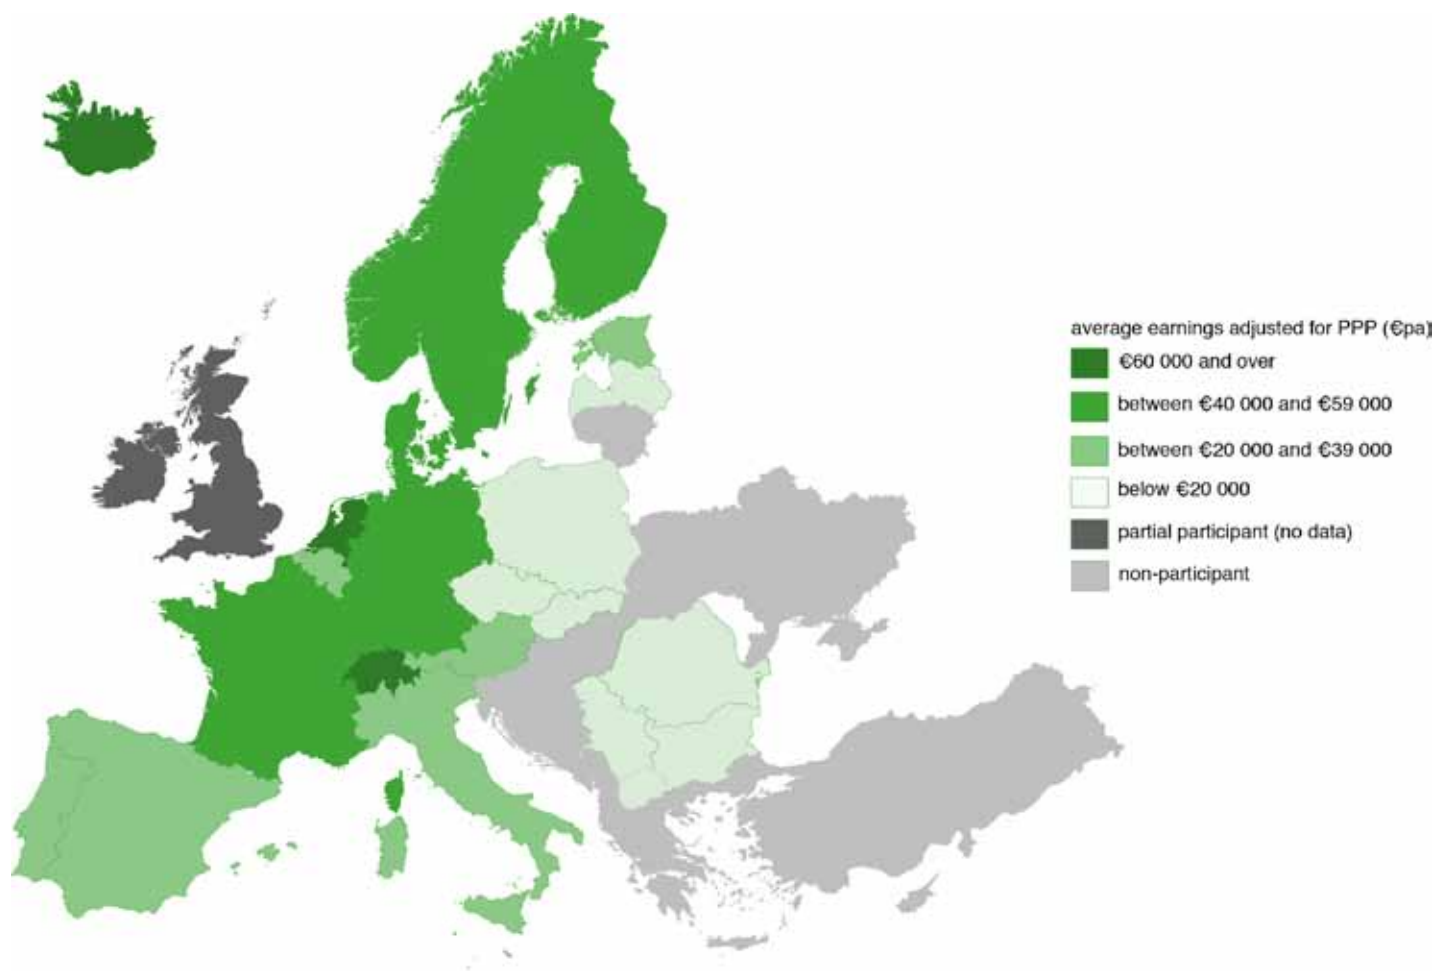 average earnings adjusted for PPP (€pa)
€60 000 and over
between €40 000 and €59 000
between €20 000 and €39 000
below €20 000
partial participant (no data)
non-participant